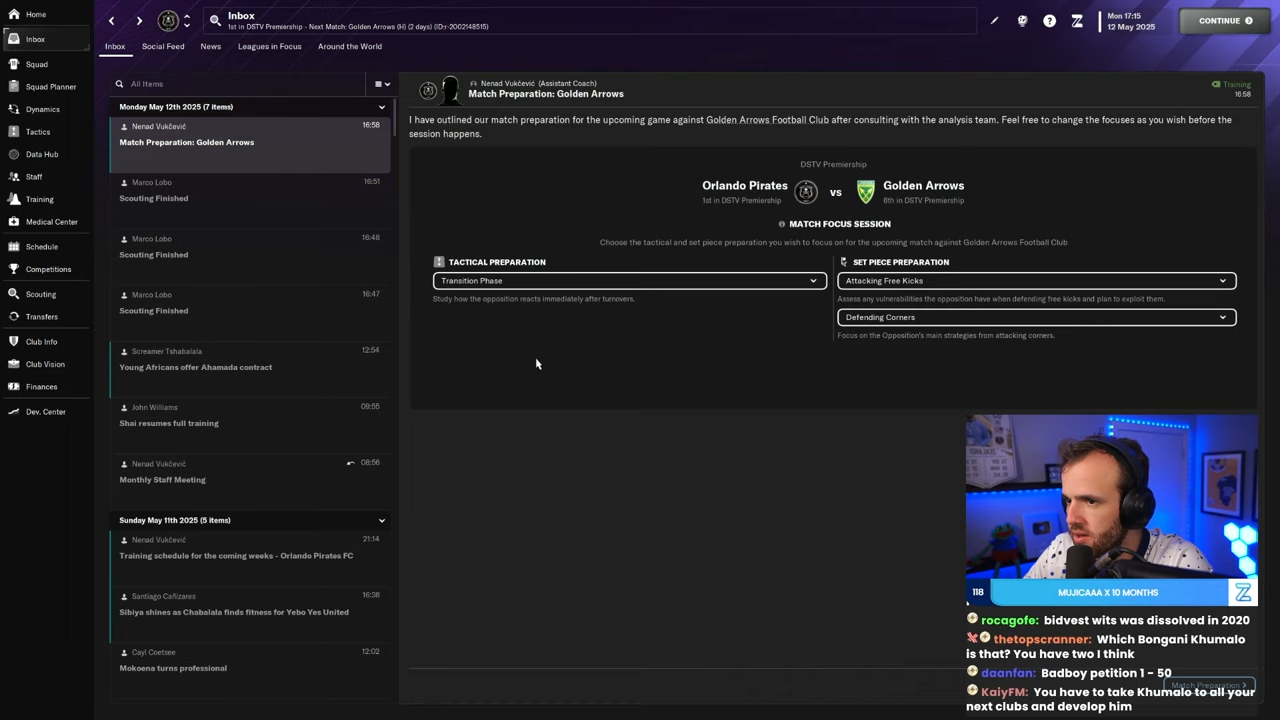 Home
Inbox
Squad
Squad Planner
Dynamics
Tactics
Data Hub
Staff
Training
Medical Center
Schedule
Competitions
Scouting
Transfers
Club Info
Club Vision
Finances
Dev. Center
Inbox
1st in DSTV Premiership - Next Match: Golden Arrows (H) (2 days) (ID:r-2002148515)
Mon 17:15
12 May 2025
CONTINUE
Inbox
Social Feed
News
Leagues in Focus
Around the World
All Items
Monday May 12th 2025 (7 items)
Nenad Vukčević 16:58
Match Preparation: Golden Arrows
Marco Lobo 16:51
Scouting Finished
Marco Lobo 16:48
Scouting Finished
Marco Lobo 16:47
Scouting Finished
Screamer Tshabalala 12:54
Young Africans offer Ahamada contract
John Williams 09:55
Shai resumes full training
Nenad Vukčević 08:56
Monthly Staff Meeting
Sunday May 11th 2025 (5 items)
Nenad Vukčević 21:14
Training schedule for the coming weeks - Orlando Pirates FC
Santiago Cañizares 16:38
Sibiya shines as Chabalala finds fitness for Yebo Yes United
Cayl Coetsee 12:02
Mokoena turns professional
Nenad Vukčević (Assistant Coach)
Match Preparation: Golden Arrows
Training
16:58
I have outlined our match preparation for the upcoming game against Golden Arrows Football Club after consulting with the analysis team. Feel free to change the focuses as you wish before the
session happens.
DSTV Premiership
Orlando Pirates
1st in DSTV Premiership
vs
Golden Arrows
6th in DSTV Premiership
MATCH FOCUS SESSION
Choose the tactical and set piece preparation you wish to focus on for the upcoming match against Golden Arrows Football Club
TACTICAL PREPARATION
Transition Phase
Study how the opposition reacts immediately after turnovers.
SET PIECE PREPARATION
Attacking Free Kicks
Assess any vulnerabilities the opposition have when defending free kicks and plan to exploit them.
Defending Corners
Focus on the Opposition's main strategies from attacking corners.
118 MUJICAAA X 10 MONTHS
rocagofe: bidvest wits was dissolved in 2020
thetopscranner: Which Bongani Khumalo
is that? You have two I think
daanfan: Badboy petition 1 - 50
Match Preparation
KaiyFM: You have to take Khumalo to all your
next clubs and develop him